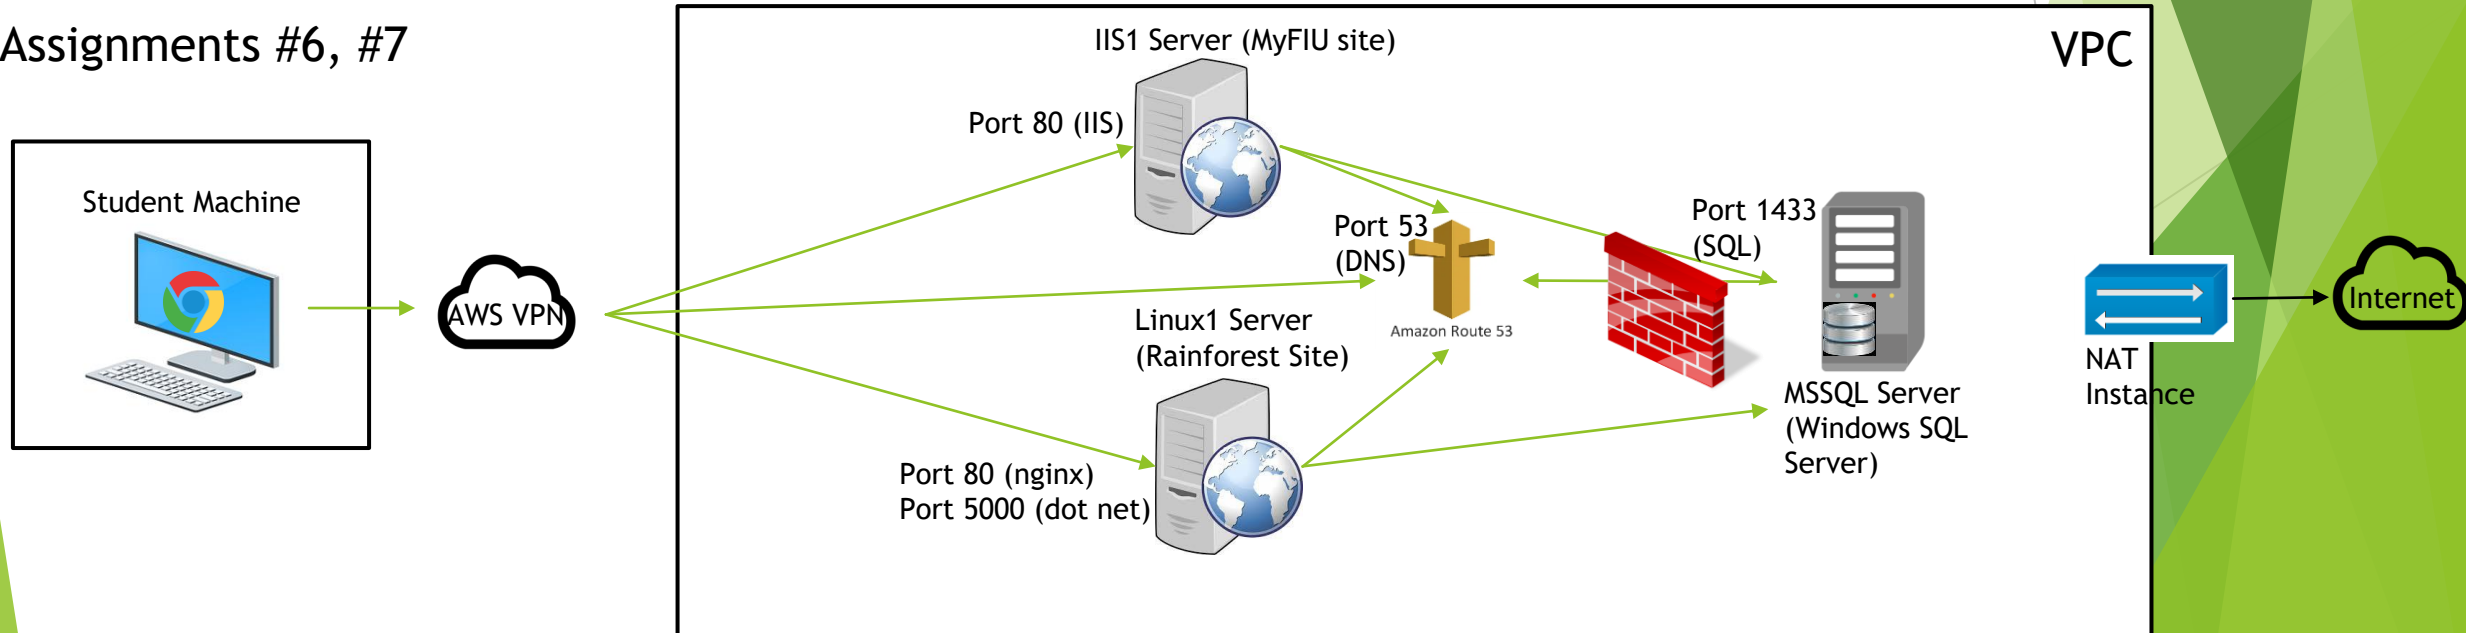 Assignments #6, #7
IIS1 Server (MyFIU site)
VPC
Port 80 (IIS)
Student Machine
Port 53
(DNS)
Port 1433
(SQL)
AWS VPN
Internet
Linux1 Server
(Rainforest Site)
Amazon Route 53
NAT
Instance
MSSQL Server
(Windows SQL
Server)
Port 80 (nginx)
Port 5000 (dot net)